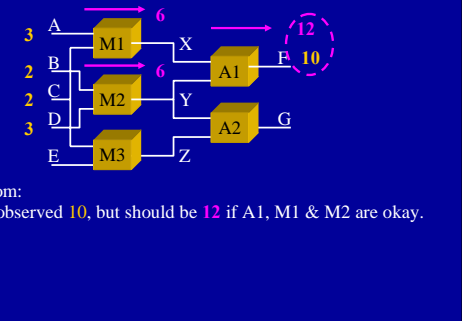 6
12
3 A M1 X A1 F 10
B 6
2 M2
2 C Y A2 G
3 D
E M3 Z
om:
observed 10, but should be 12 if A1, M1 & M2 are okay.